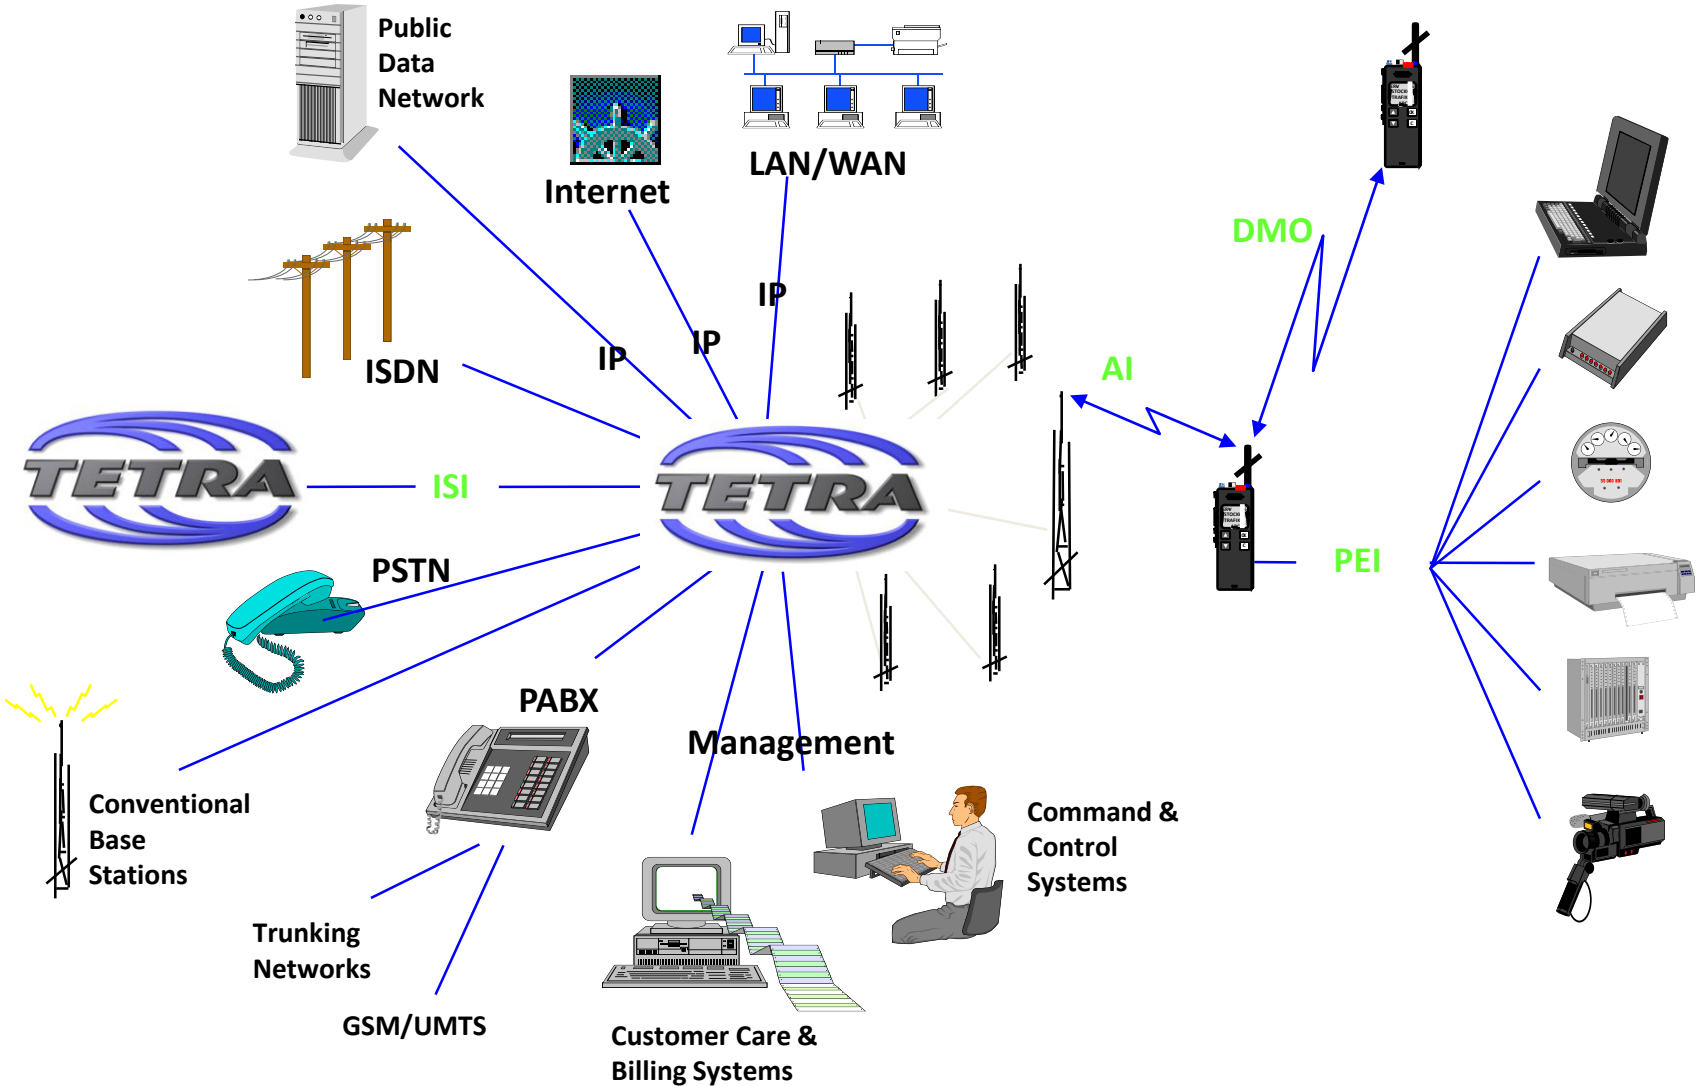 Public
Data
Network
Internet
LAN/WAN
DMO
IP
IP
IP
ISDN
AI
TETRA
ISI
TETRA
PEI
PSTN
PABX
Management
Conventional
Base
Stations
Command &
Control
Systems
Trunking
Networks
GSM/UMTS
Customer Care &
Billing Systems